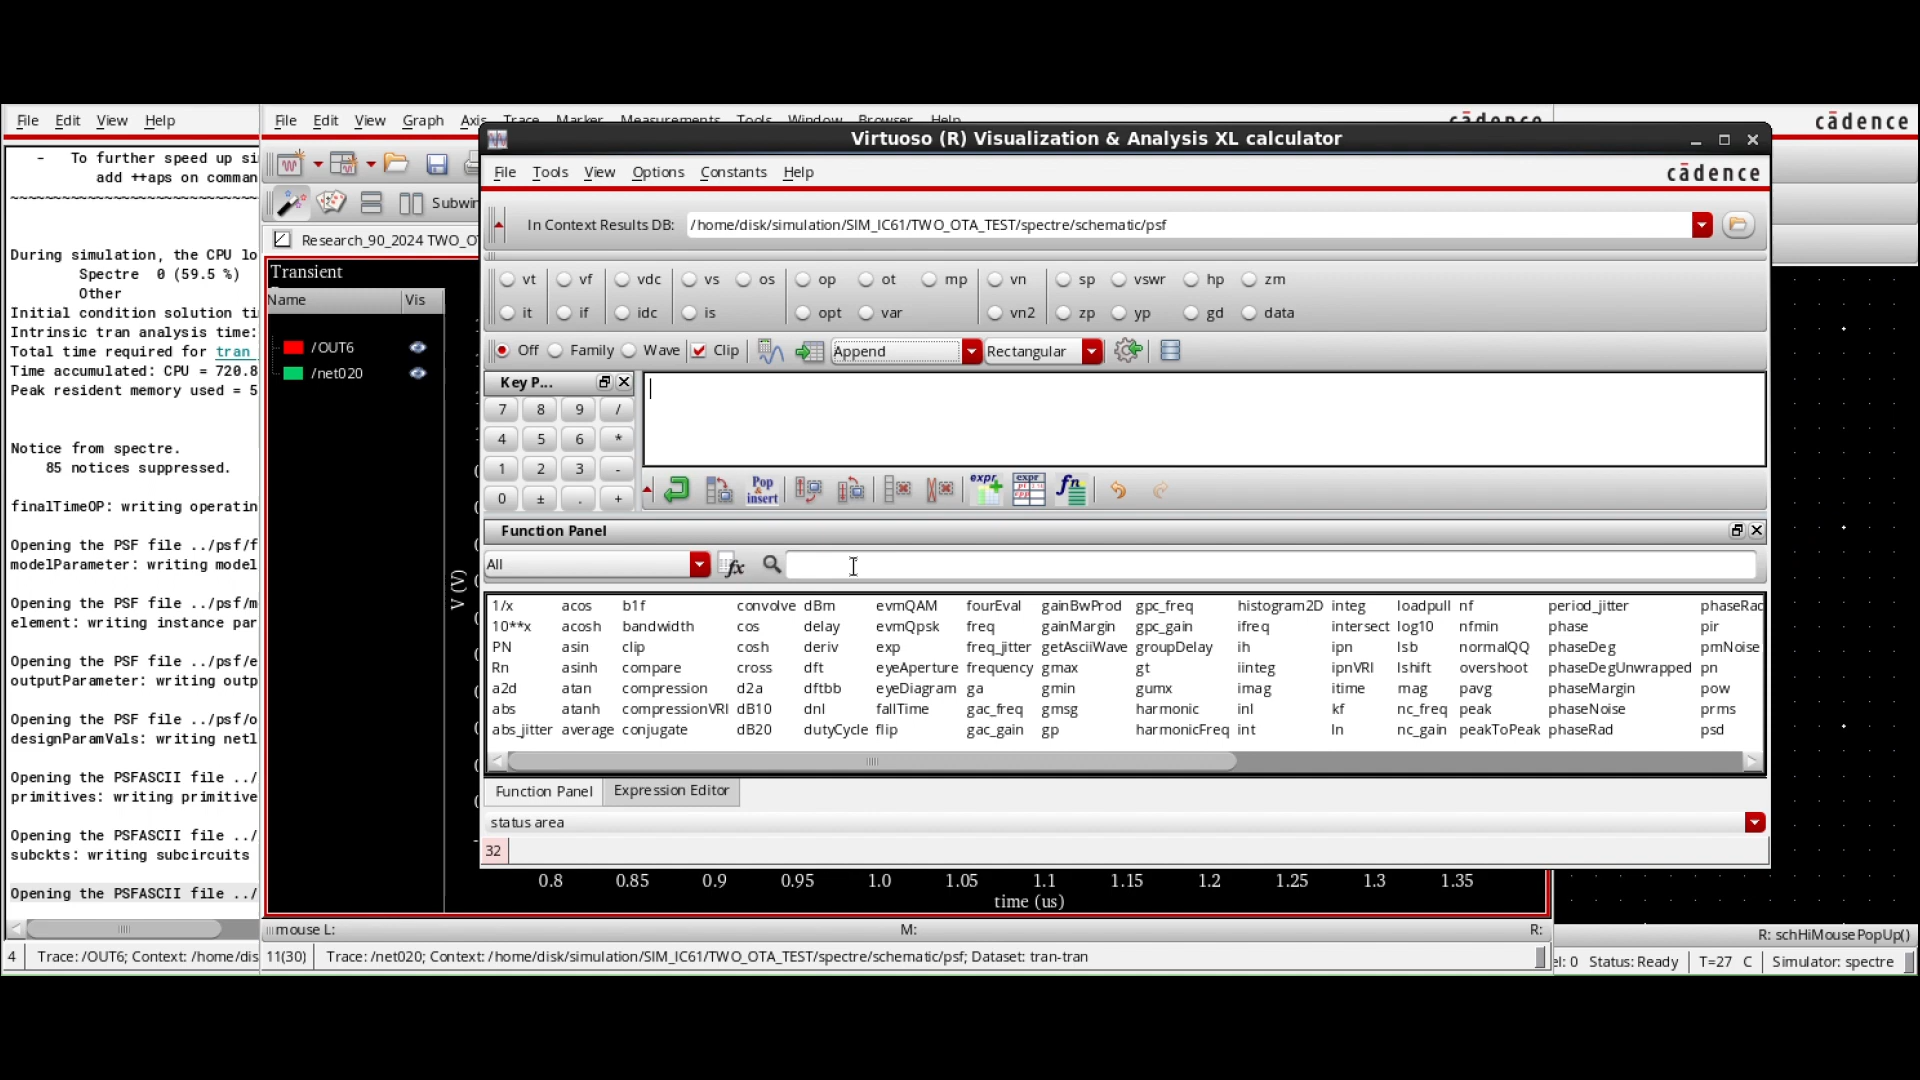 File Edit View Help
- To further speed up si
add ++aps on comman
During simulation, the CPU lo
Spectre 0 (59.5 %)
Other
Initial condition solution ti
Intrinsic tran analysis time:
Total time required for tran
Time accumulated: CPU = 720.8
Peak resident memory used = 5
Notice from spectre.
85 notices suppressed.
finalTimeOP: writing operatin
Opening the PSF file ../psf/f
modelParameter: writing model
Opening the PSF file ../psf/m
element: writing instance par
Opening the PSF file ../psf/e
outputParameter: writing outp
Opening the PSF file ../psf/o
designParamVals: writing netl
Opening the PSFASCII file ../
primitives: writing primitive
Opening the PSFASCII file ../
subckts: writing subcircuits
Opening the PSFASCII file ../
4 Trace: /OUT6; Context: /home/dis
File Edit View Graph Axis Trace Marker Measurements Tools Window Browser Help
cādence
cādence
Subwin
Research_90_2024 TWO_O
Transient
Name Vis
/OUT6
/net020
V (V)
Virtuoso (R) Visualization & Analysis XL calculator
File Tools View Options Constants Help
cādence
In Context Results DB: /home/disk/simulation/SIM_IC61/TWO_OTA_TEST/spectre/schematic/psf
vt vf vdc vs os op ot mp vn sp vswr hp zm
it if idc is opt var vn2 zp yp gd data
Off Family Wave Clip Append Rectangular
Key P...
7 8 9 /
4 5 6 *
1 2 3 -
0 ± . +
Pop & insert expr expr fn
Function Panel
All fx
1/x acos b1f convolve dBm evmQAM fourEval gainBwProd gpc_freq histogram2D integ loadpull nf period_jitter phaseRad
10**x acosh bandwidth cos delay evmQpsk freq gainMargin gpc_gain ifreq intersect log10 nfmin phase pir
PN asin clip cosh deriv exp freq_jitter getAsciiWave groupDelay ih ipn lsb normalQQ phaseDeg pmNoise
Rn asinh compare cross dft eyeAperture frequency gmax gt iinteg ipnVRI lshift overshoot phaseDegUnwrapped pn
a2d atan compression d2a dftbb eyeDiagram ga gmin gumx imag itime mag pavg phaseMargin pow
abs atanh compressionVRI dB10 dnl fallTime gac_freq gmsg harmonic inl kf nc_freq peak phaseNoise prms
abs_jitter average conjugate dB20 dutyCycle flip gac_gain gp harmonicFreq int ln nc_gain peakToPeak phaseRad psd
Function Panel Expression Editor
status area
32
0.8 0.85 0.9 0.95 1.0 1.05 1.1 1.15 1.2 1.25 1.3 1.35
time (us)
mouse L: M: R:
R: schHiMousePopUp()
11(30) Trace: /net020; Context: /home/disk/simulation/SIM_IC61/TWO_OTA_TEST/spectre/schematic/psf; Dataset: tran-tran
el: 0 Status: Ready T=27 C Simulator: spectre